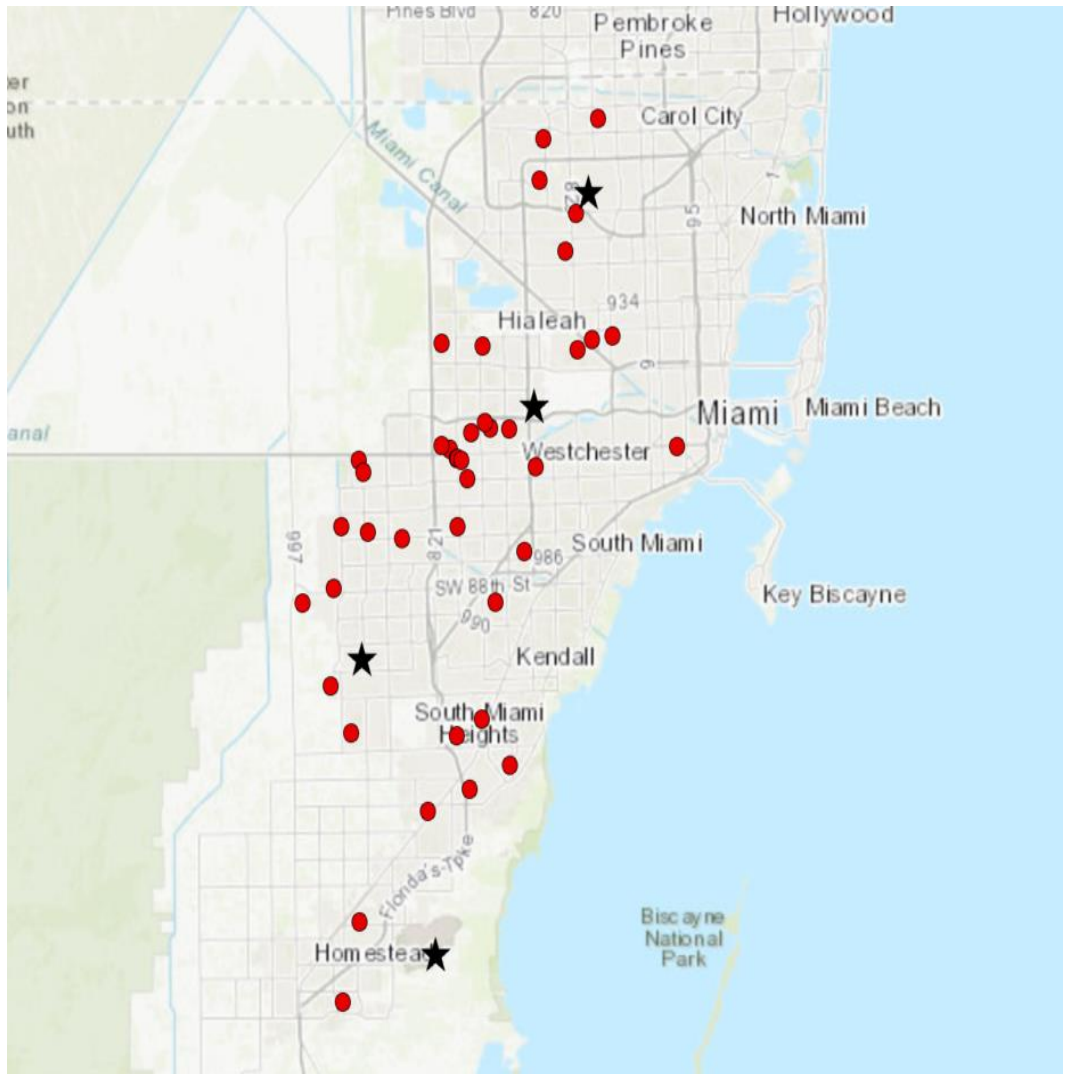 Pines Blvd
820
Hollywood
Pembroke
Pines
Carol City
Miami Canal
1
95
North Miami
934
Hialeah
9
Miami
Miami Beach
anal
Westchester
997
821
986
South Miami
SW 88th St
Key Biscayne
990
Kendall
South Miami
Heights
Florida's-Tpke
Biscayne
National
Park
Homestead